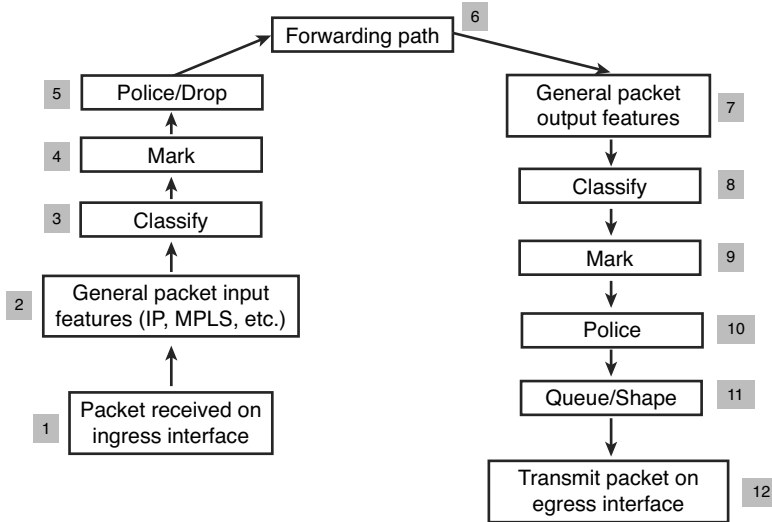 1
Packet received on
ingress interface
2
General packet input
features (IP, MPLS, etc.)
3
Classify
4
Mark
5
Police/Drop
Forwarding path
6
General packet
output features
7
Classify
8
Mark
9
Police
10
Queue/Shape
11
Transmit packet on
egress interface
12